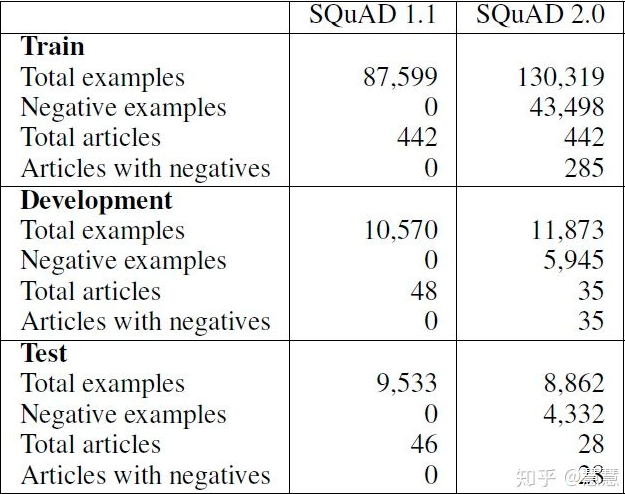 SQuAD 1.1 SQuAD 2.0
Train
Total examples 87,599 130,319
Negative examples 0 43,498
Total articles 442 442
Articles with negatives 0 285
Development
Total examples 10,570 11,873
Negative examples 0 5,945
Total articles 48 35
Articles with negatives 0 35
Test
Total examples 9,533 8,862
Negative examples 0 4,332
Total articles 46 28
Articles with negatives 0 28
知乎 @慧慧